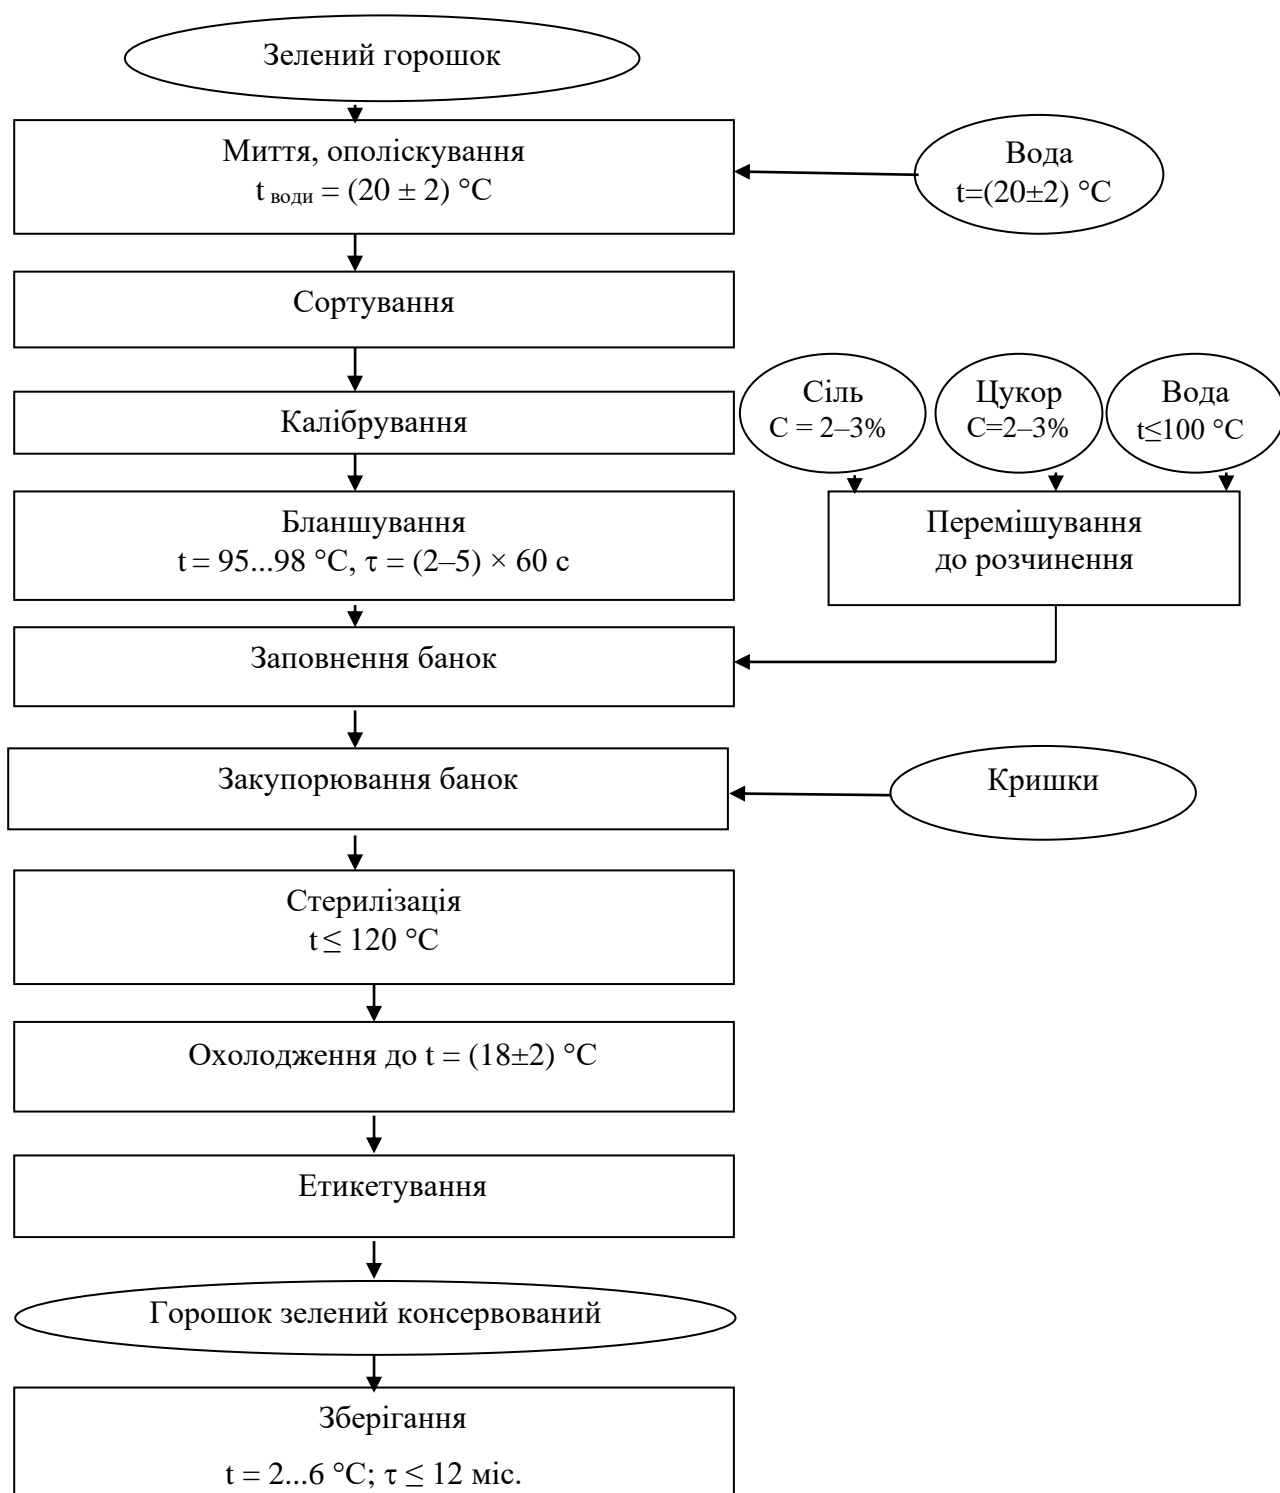 Зелений горошок
Миття, ополіскування
t води = (20 ± 2) °С
Вода
t=(20±2) °С
Сортування
Калібрування
Сіль
С = 2–3%
Цукор
С=2–3%
Вода
t≤100 °С
Бланшування
t = 95...98 °С, τ = (2–5) × 60 с
Перемішування
до розчинення
Заповнення банок
Закупорювання банок
Кришки
Стерилізація
t ≤ 120 °С
Охолодження до t = (18±2) °С
Етикетування
Горошок зелений консервований
Зберігання
t = 2...6 °С; τ ≤ 12 міс.